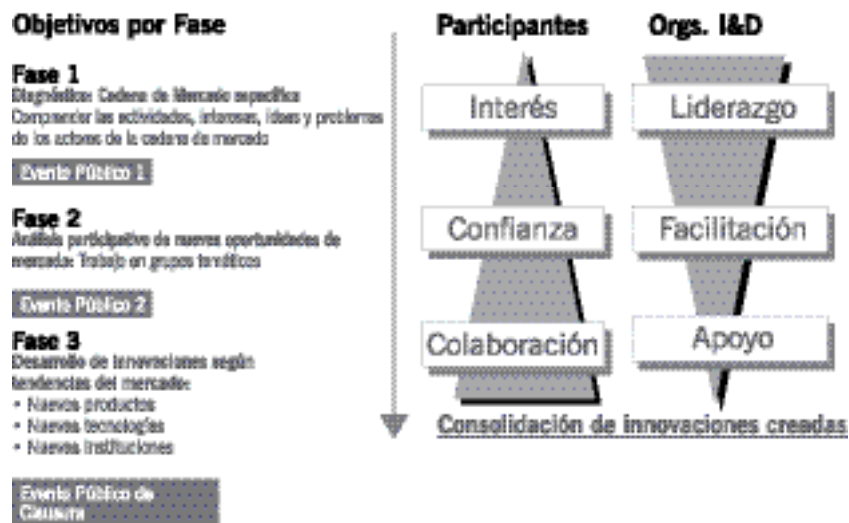 Objetivos por Fase
Participantes
Orgs. I&D
Fase 1
Diagnóstico: Cadena de Mercado específica
Comprender las actividades, intereses, ideas y problemas
de los actores de la cadena de mercado
Evento Público 1
Interés
Liderazgo
Fase 2
Análisis participativo de nuevas oportunidades de
mercado: Trabajo en grupos temáticos
Evento Público 2
Confianza
Facilitación
Fase 3
Desarrollo de innovaciones según
tendencias del mercado:
• Nuevos productos
• Nuevas tecnologías
• Nuevas instituciones
Colaboración
Apoyo
Consolidación de innovaciones creadas
Evento Público de
Clausura